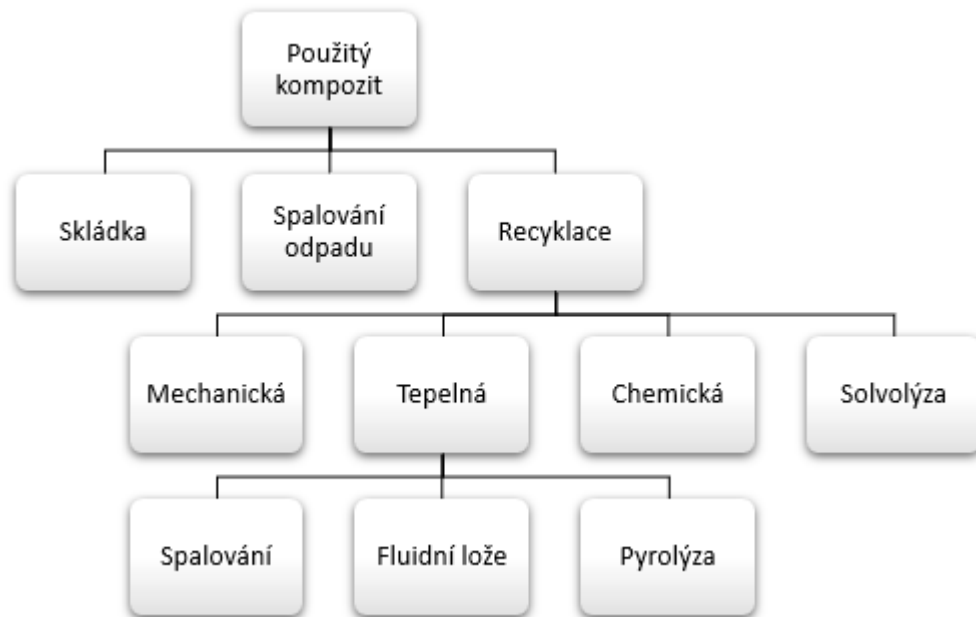 Použitý
kompozit
Skládka
Spalování
odpadu
Recyklace
Mechanická
Tepelná
Chemická
Solvolýza
Spalování
Fluidní lože
Pyrolýza